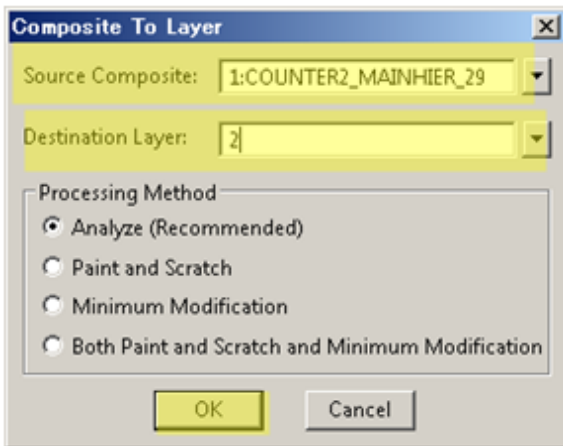 Composite To Layer
Source Composite: 1:COUNTER2_MAINHIER_29
Destination Layer: 2
Processing Method
Analyze (Recommended)
Paint and Scratch
Minimum Modification
Both Paint and Scratch and Minimum Modification
OK Cancel